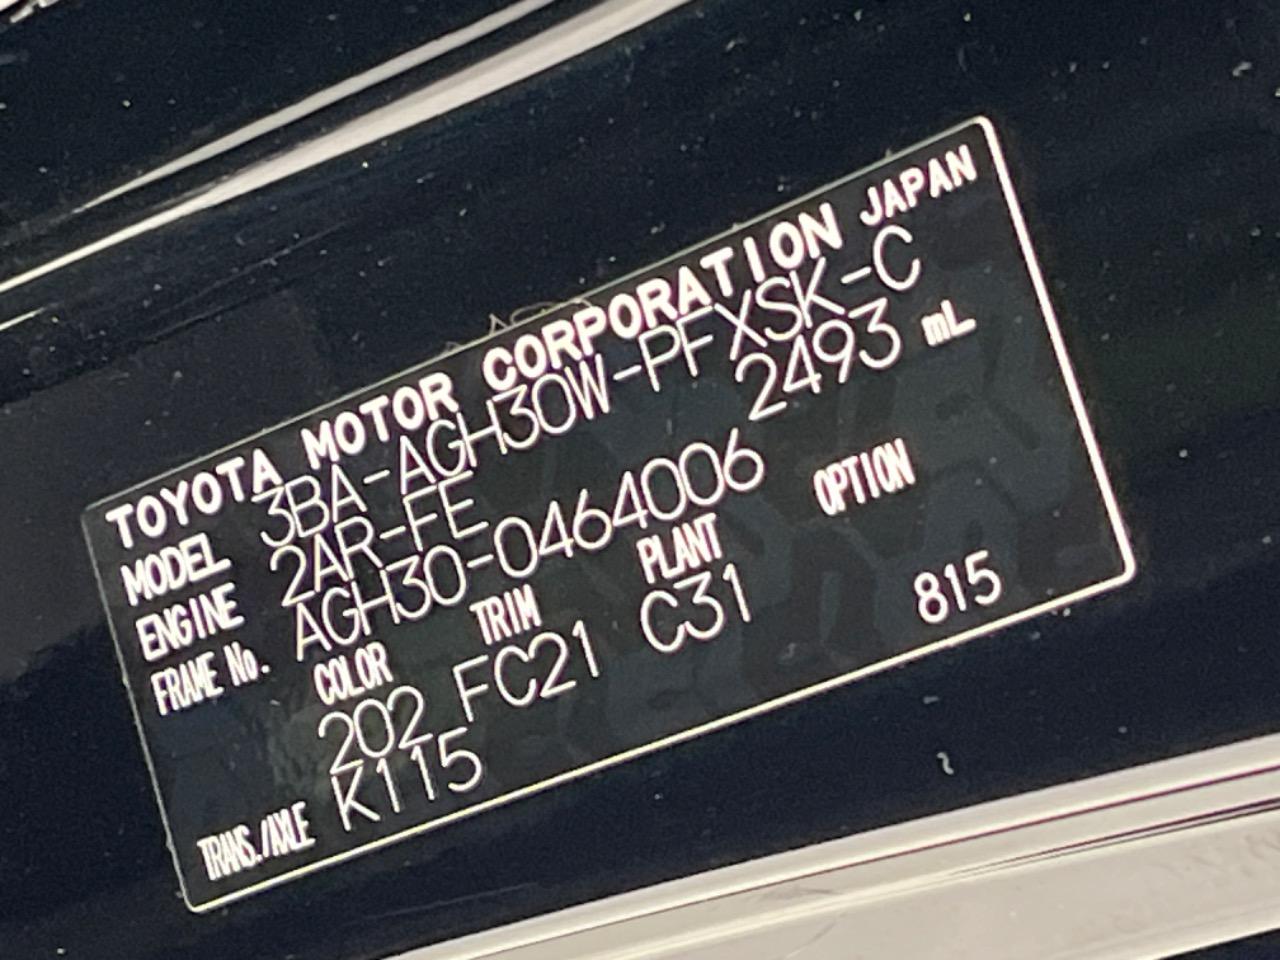 TOYOTA MOTOR CORPORATION JAPAN
MODEL 3BA-AGH30W-PFXSK-C
ENGINE 2AR-FE 2493 mL
FRAME No. AGH30-0464006
COLOR TRIM PLANT OPTION
202 FC21 C31 815
TRANS./AXLE K115